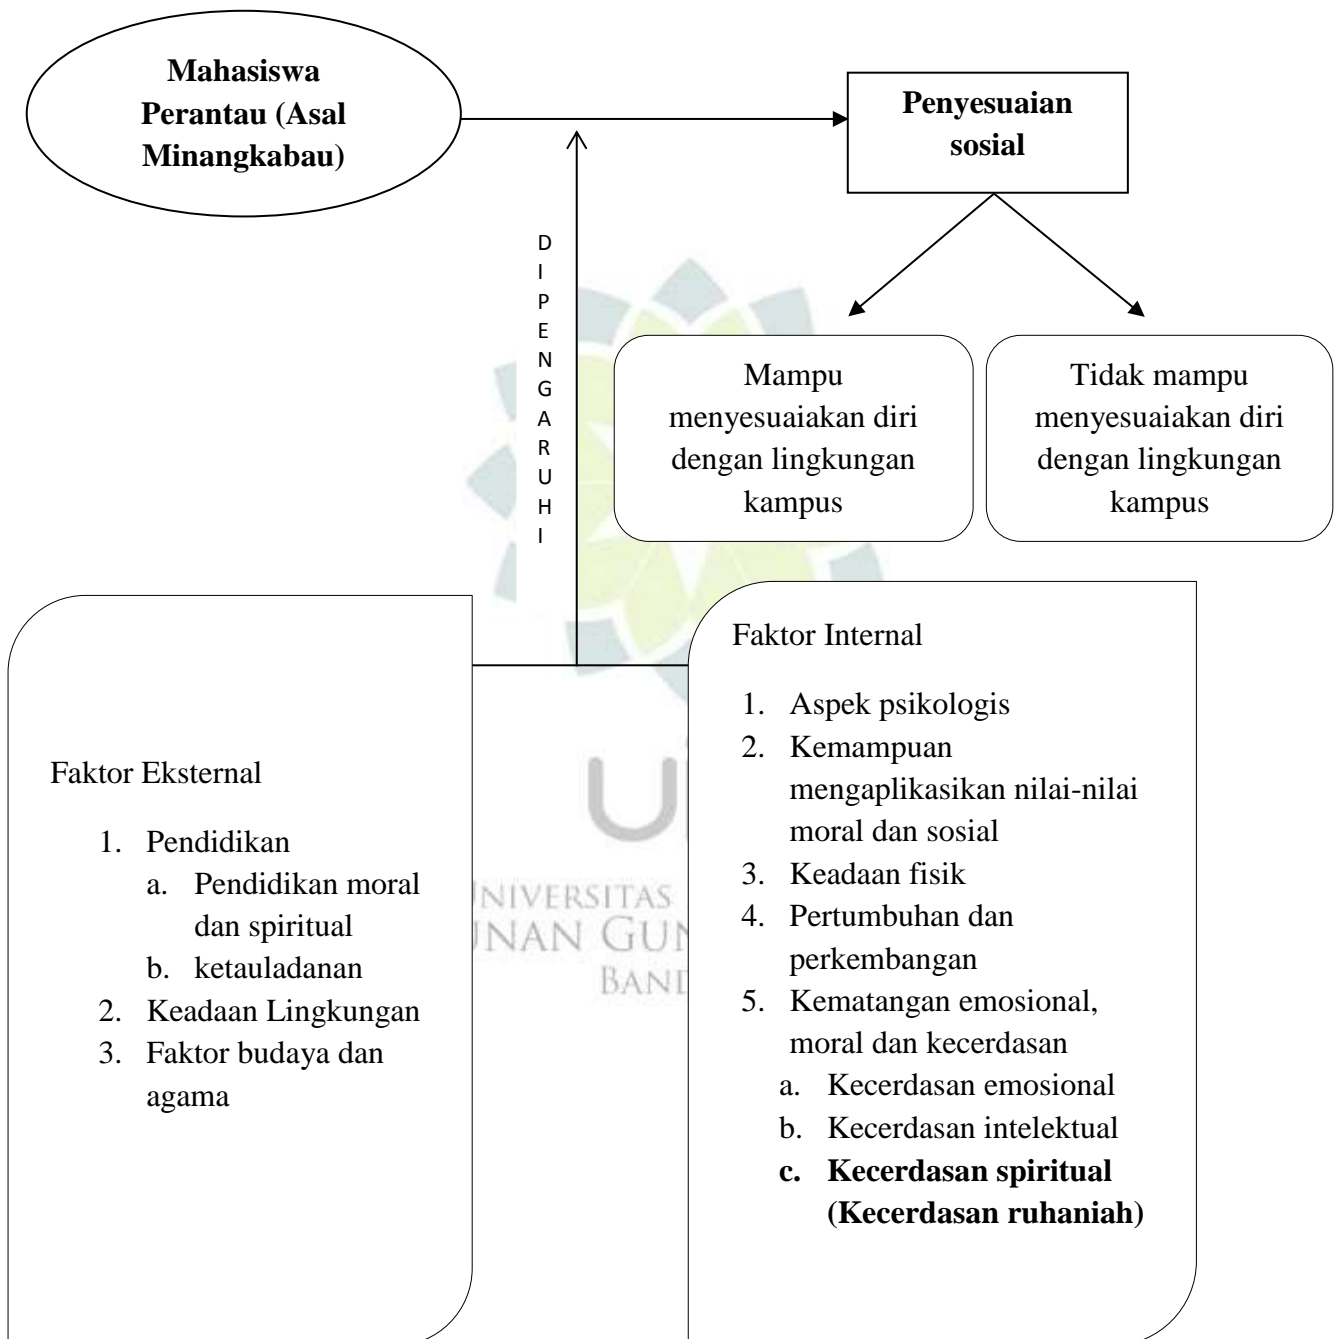 Mahasiswa
Perantau (Asal
Minangkabau)
Penyesuaian
sosial
D
I
P
E
N
G
A
R
U
H
I
Mampu
menyesuaiakan diri
dengan lingkungan
kampus
Tidak mampu
menyesuaiakan diri
dengan lingkungan
kampus
Faktor Eksternal
1. Pendidikan
a. Pendidikan moral
dan spiritual
b. ketauladanan
2. Keadaan Lingkungan
3. Faktor budaya dan
agama
Faktor Internal
1. Aspek psikologis
2. Kemampuan
mengaplikasikan nilai-nilai
moral dan sosial
3. Keadaan fisik
4. Pertumbuhan dan
perkembangan
5. Kematangan emosional,
moral dan kecerdasan
a. Kecerdasan emosional
b. Kecerdasan intelektual
c. Kecerdasan spiritual
(Kecerdasan ruhaniah)